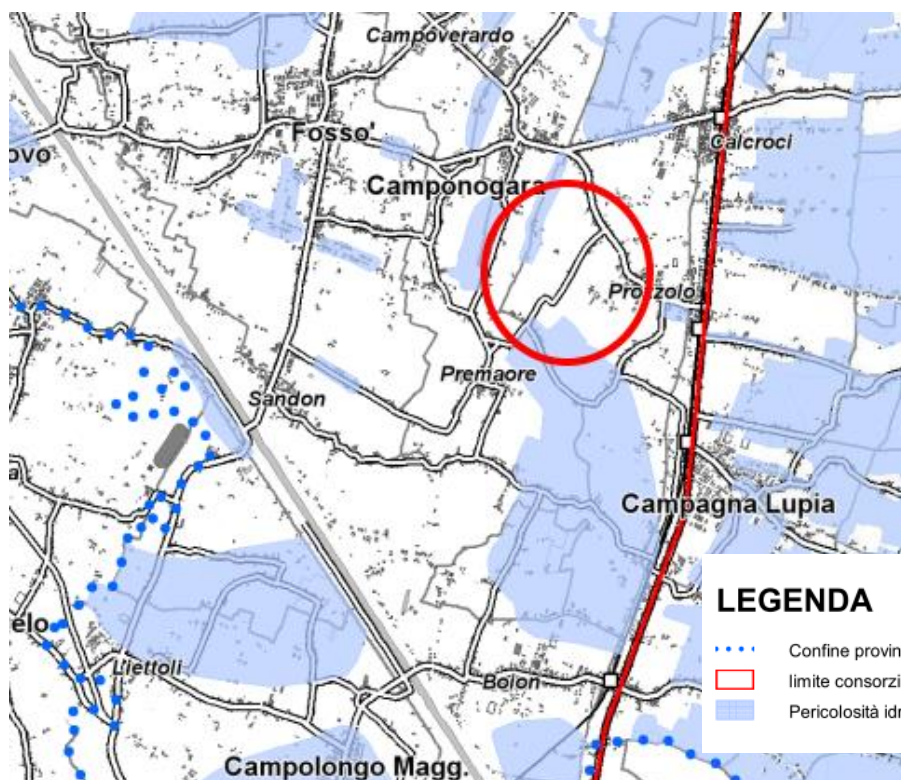 Campoverardo
Fosso'
ovo
Calcroci
Camponogara
Prozzolo
Premaore
Sandon
a
Campagna Lupia
LEGENDA
elo
Confine provin
limite consorzi
Liettoli
Bolon
Pericolosità idr
Campolongo Magg.